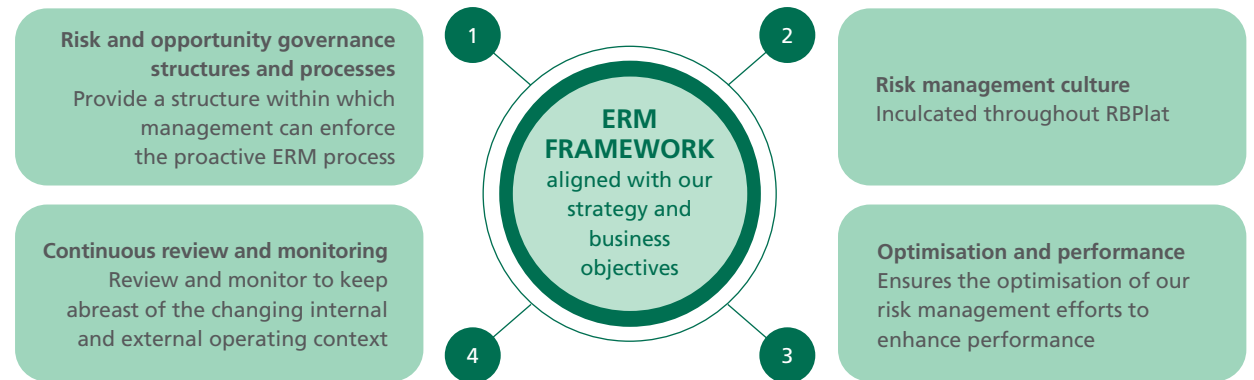 1
Risk and opportunity governance
structures and processes
Provide a structure within which
management can enforce
the proactive ERM process
2
Risk management culture
Inculcated throughout RBPlat
ERM
FRAMEWORK
aligned with our
strategy and
business
objectives
3
Optimisation and performance
Ensures the optimisation of our
risk management efforts to
enhance performance
4
Continuous review and monitoring
Review and monitor to keep
abreast of the changing internal
and external operating context